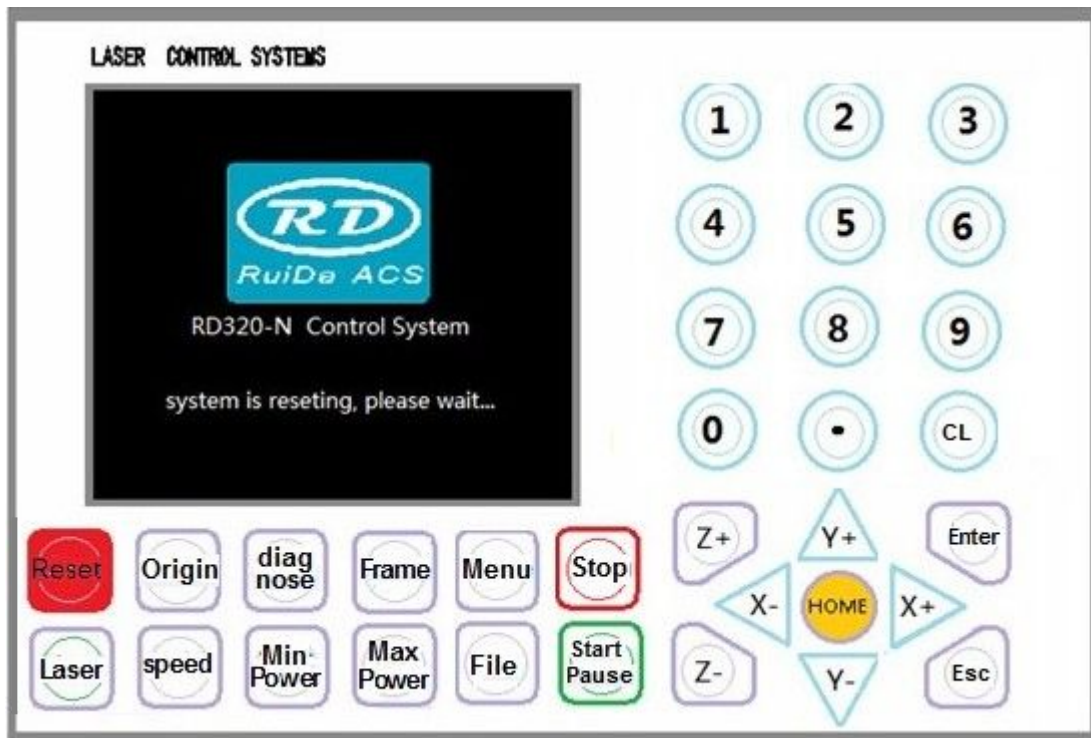 LASER CONTROL SYSTEMS
RD
RuiDa ACS
RD320-N Control System
system is reseting, please wait...
1 2 3
4 5 6
7 8 9
0 . CL
Z+ Y+ Enter
X- HOME X+
Z- Y- Esc
Reset Origin diag nose Frame Menu Stop
Laser speed Min Power Max Power File Start Pause